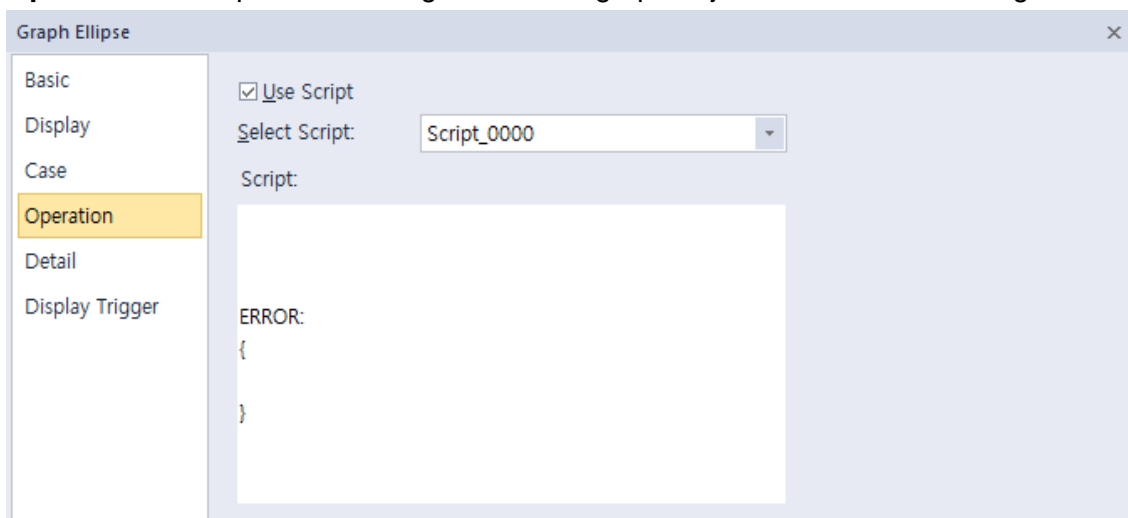 Graph Ellipse
Basic
Display
Case
Operation
Detail
Display Trigger
Use Script
Select Script:
Script_0000
Script:
ERROR:
{
}